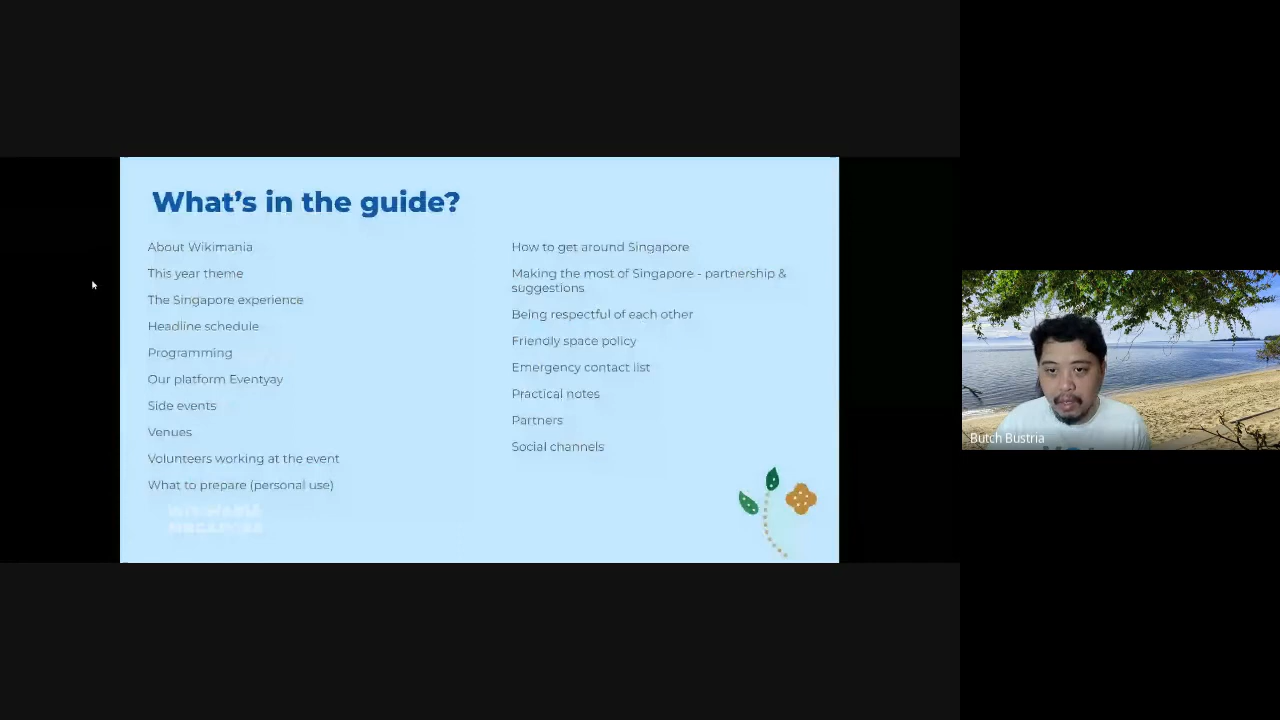 What's in the guide?
About Wikimania
This year theme
The Singapore experience
Headline schedule
Programming
Our platform Eventyay
Side events
Venues
Volunteers working at the event
What to prepare (personal use)
WIKIMANIA
SINGAPORE
How to get around Singapore
Making the most of Singapore - partnership &
suggestions
Being respectful of each other
Friendly space policy
Emergency contact list
Practical notes
Partners
Social channels
Butch Bustria